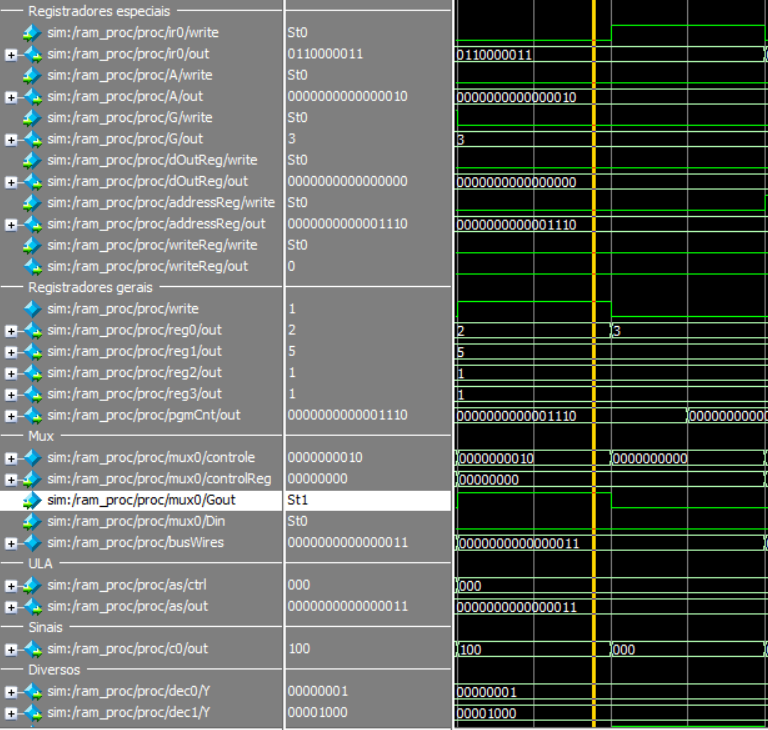 Registradores especiais
sim:/ram_proc/proc/ir0/write St0
sim:/ram_proc/proc/ir0/out 0110000011 0110000011
sim:/ram_proc/proc/A/write St0
sim:/ram_proc/proc/A/out 0000000000000010 0000000000000010
sim:/ram_proc/proc/G/write St0
sim:/ram_proc/proc/G/out 3 3
sim:/ram_proc/proc/dOutReg/write St0
sim:/ram_proc/proc/dOutReg/out 0000000000000000 0000000000000000
sim:/ram_proc/proc/addressReg/write St0
sim:/ram_proc/proc/addressReg/out 0000000000001110 0000000000001110
sim:/ram_proc/proc/writeReg/write St0
sim:/ram_proc/proc/writeReg/out 0
Registradores gerais
sim:/ram_proc/proc/write 1
sim:/ram_proc/proc/reg0/out 2 2 3
sim:/ram_proc/proc/reg1/out 5 5
sim:/ram_proc/proc/reg2/out 1 1
sim:/ram_proc/proc/reg3/out 1 1
sim:/ram_proc/proc/pgmCnt/out 0000000000001110 0000000000001110 00000000000
Mux
sim:/ram_proc/proc/mux0/controle 0000000010 0000000010 0000000000
sim:/ram_proc/proc/mux0/controlReg 00000000 00000000
sim:/ram_proc/proc/mux0/Gout St1
sim:/ram_proc/proc/mux0/Din St0
sim:/ram_proc/proc/busWires 0000000000000011 0000000000000011
ULA
sim:/ram_proc/proc/as/ctrl 000 000
sim:/ram_proc/proc/as/out 0000000000000011 0000000000000011
Sinais
sim:/ram_proc/proc/c0/out 100 100 000
Diversos
sim:/ram_proc/proc/dec0/Y 00000001 00000001
sim:/ram_proc/proc/dec1/Y 00001000 00001000